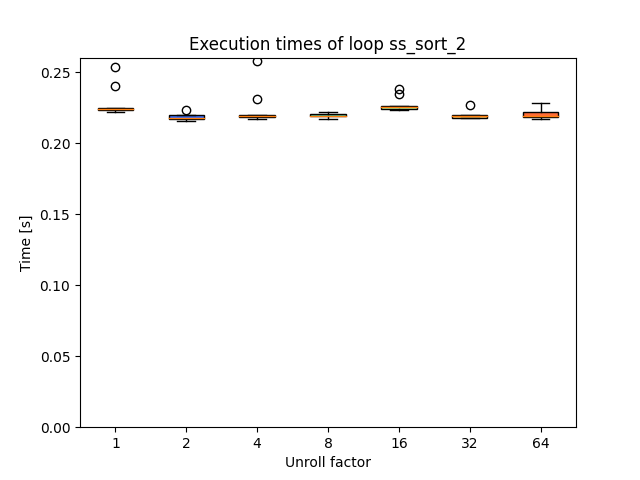 Execution times of loop ss_sort_2
0.25
0.20
0.15
0.10
0.05
0.00
Time [s]
1 2 4 8 16 32 64
Unroll factor